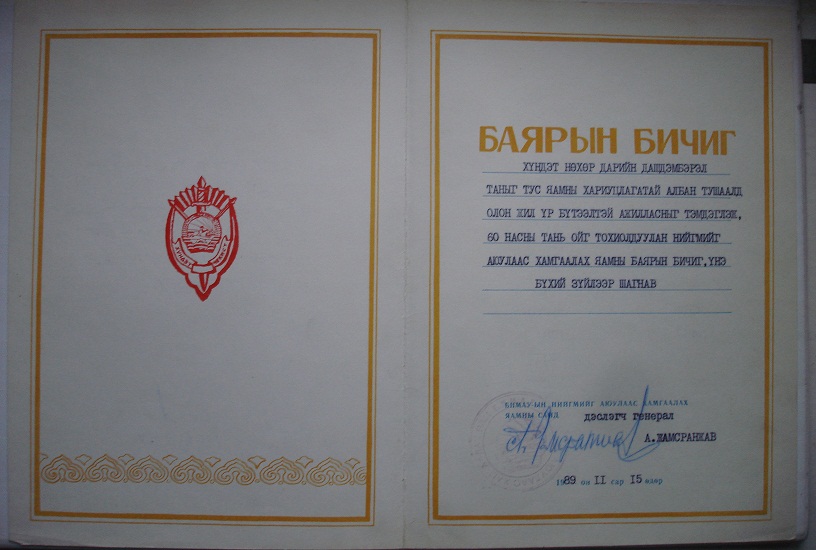 БАЯРЫН БИЧИГ
ХҮНДЭТ НӨХӨР ДАРИЙН ДАШДЭМБЭРЭЛ
ТАНЫГ ТУС ЯАМНЫ ХАРИУЦЛАГАТАЙ АЛБАН ТУШААЛД
ОЛОН ЖИЛ ҮР БҮТЭЭЛТЭЙ АЖИЛЛАСНЫГ ТЭМДЭГЛЭЖ,
60 НАСНЫ ТАНЬ ОЙГ ТОХИОЛДУУЛАН НИЙГМИЙГ
АЮУЛААС ХАМГААЛАХ ЯАМНЫ БАЯРЫН БИЧИГ,ҮНЭ
БҮХИЙ ЗҮЙЛЭЭР ШАГНАВ
БНМАУ-ЫН НИЙГМИЙГ АЮУЛААС ХАМГААЛАХ
ЯАМНЫ САЙД дэслэгч генерал
А.ЖАМСРАНЖАВ
1989 он II сар 15 өдөр